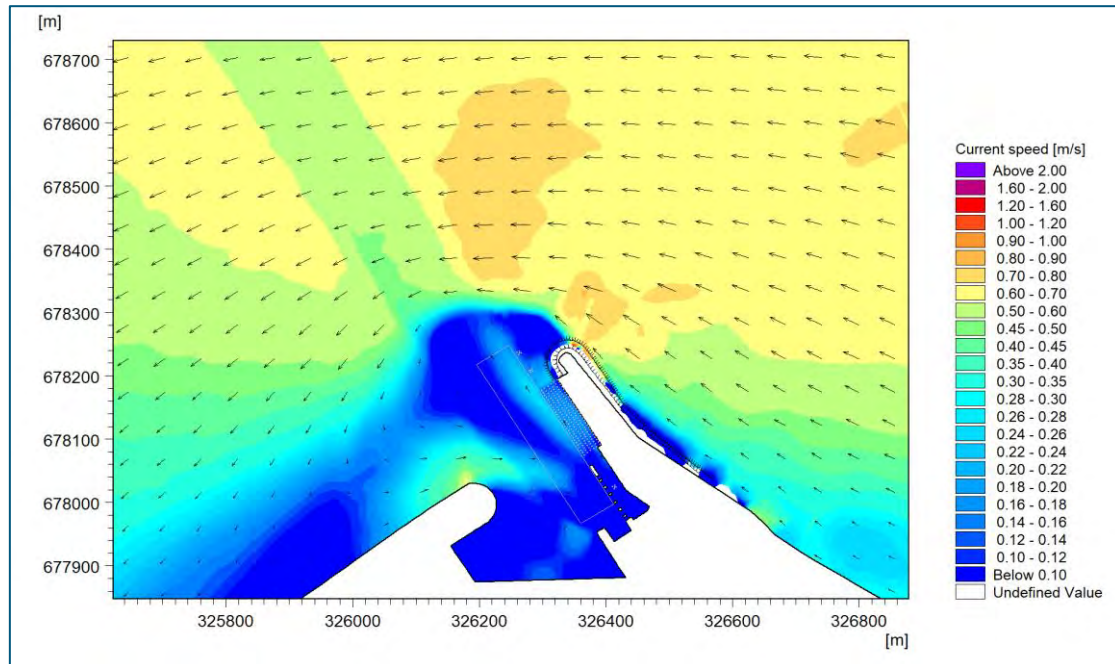 [m]
678700
678600
678500
678400
678300
678200
678100
678000
677900
325800 326000 326200 326400 326600 326800
[m]
Current speed [m/s]
Above 2.00
1.60 - 2.00
1.20 - 1.60
1.00 - 1.20
0.90 - 1.00
0.80 - 0.90
0.70 - 0.80
0.60 - 0.70
0.50 - 0.60
0.45 - 0.50
0.40 - 0.45
0.35 - 0.40
0.30 - 0.35
0.28 - 0.30
0.26 - 0.28
0.24 - 0.26
0.22 - 0.24
0.20 - 0.22
0.18 - 0.20
0.16 - 0.18
0.14 - 0.16
0.12 - 0.14
0.10 - 0.12
Below 0.10
Undefined Value